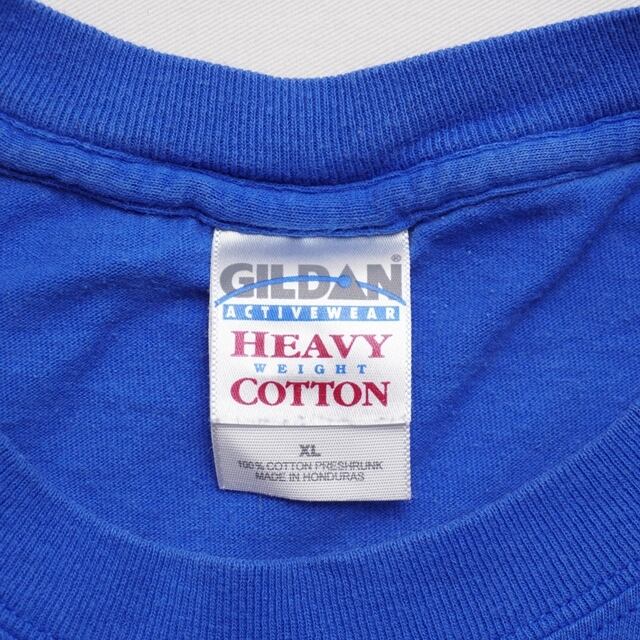 GILDAN®
ACTIVEWEAR
HEAVY
WEIGHT
COTTON
XL
100% COTTON PRESHRUNK
MADE IN HONDURAS